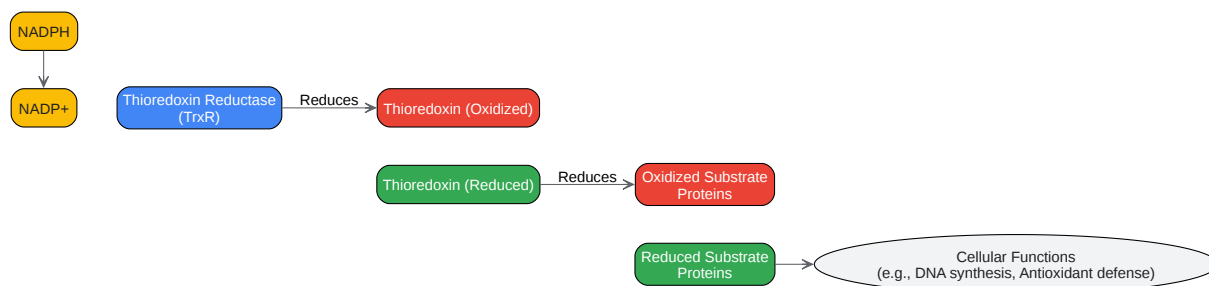 NADPH
NADP+
Thioredoxin Reductase
(TrxR)
Reduces
Thioredoxin (Oxidized)
Thioredoxin (Reduced)
Reduces
Oxidized Substrate
Proteins
Reduced Substrate
Proteins
Cellular Functions
(e.g., DNA synthesis, Antioxidant defense)